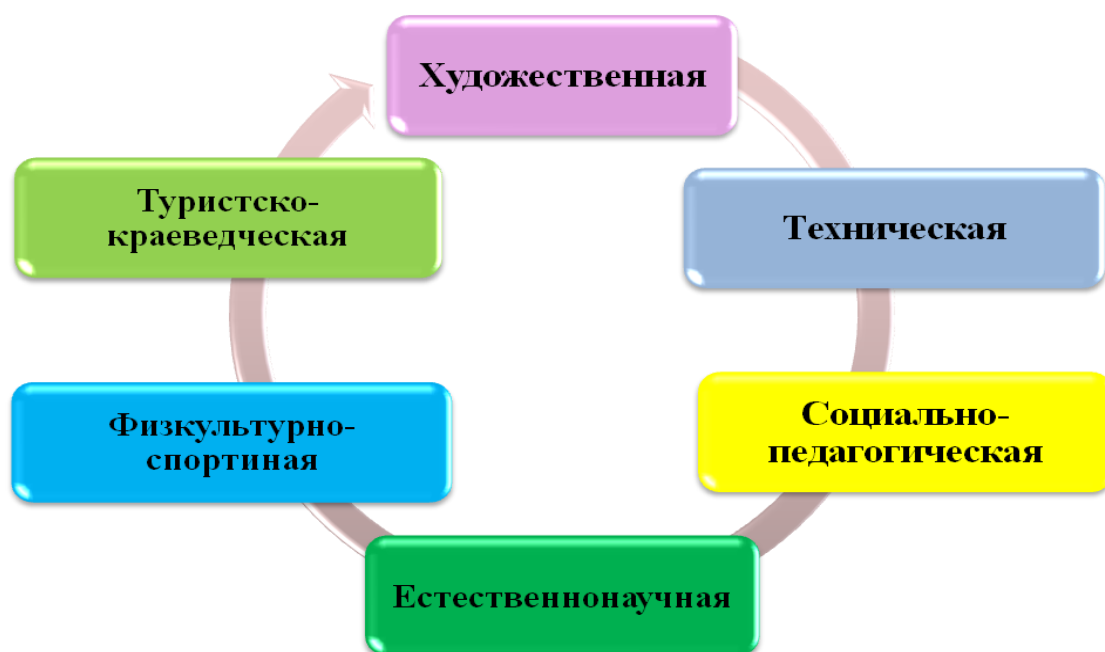 Художественная
Техническая
Социально-
педагогическая
Естественнонаучная
Физкультурно-
спортиная
Туристско-
краеведческая